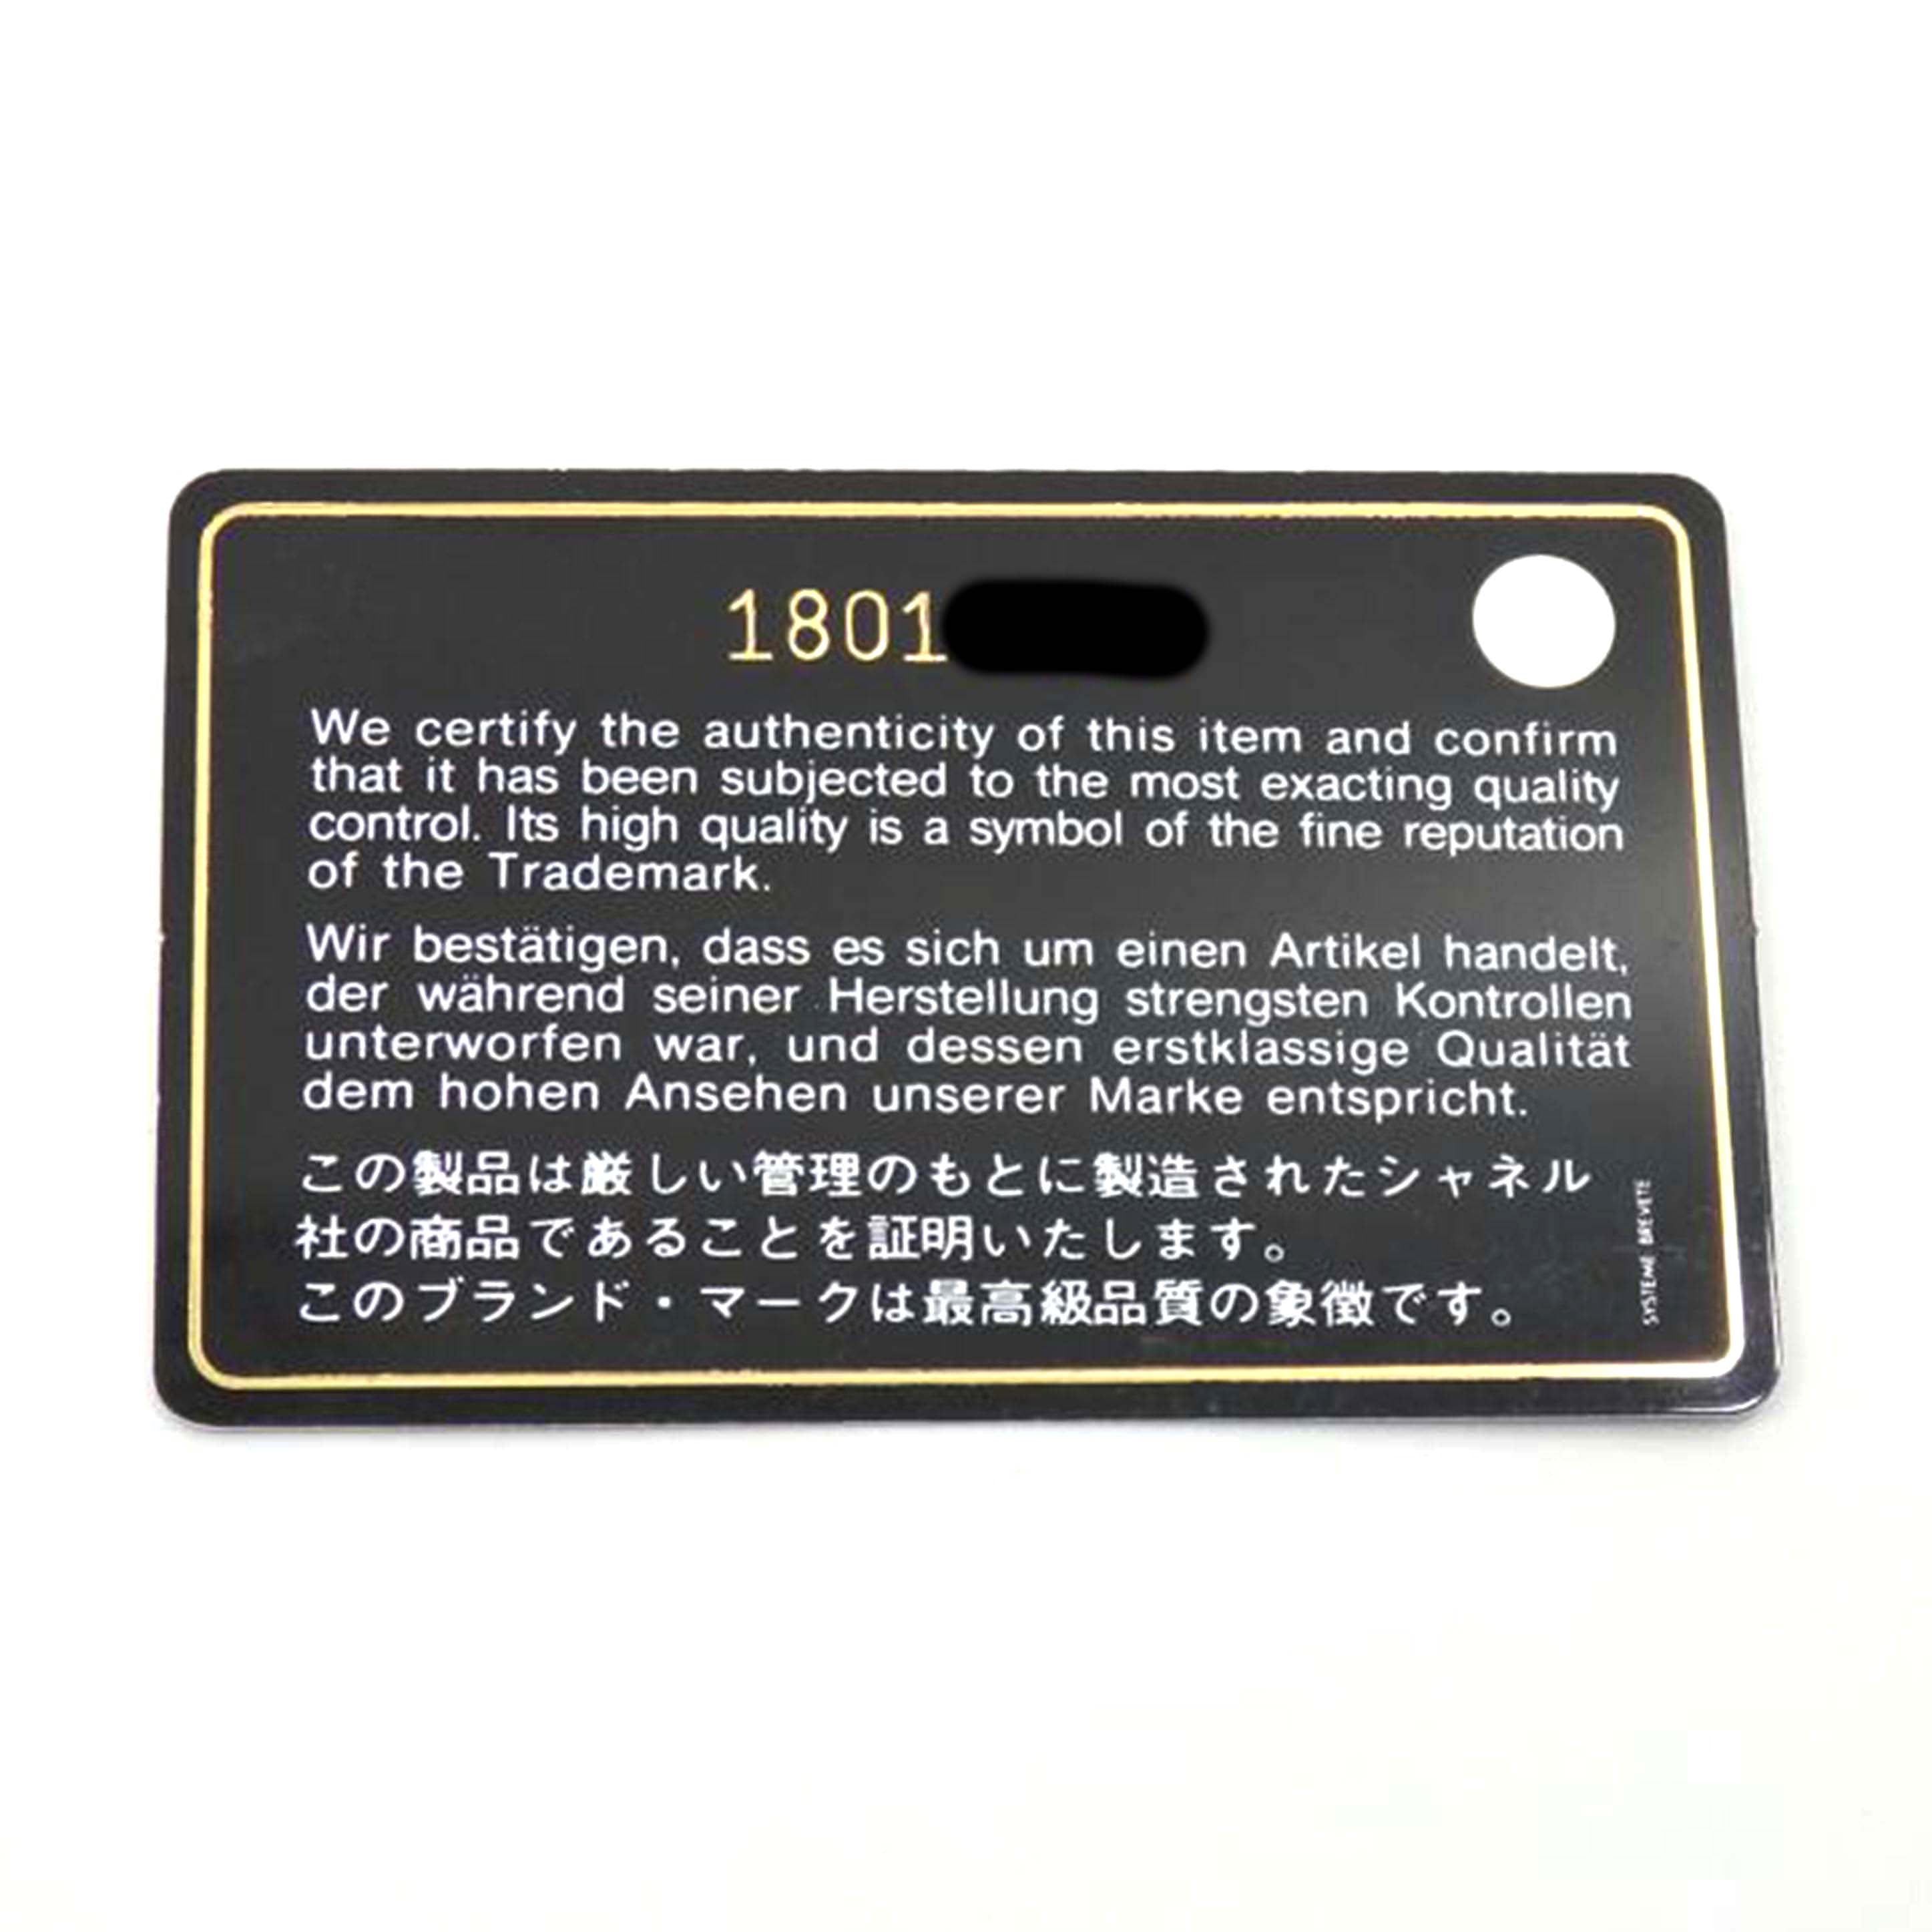 1801
We certify the authenticity of this item and confirm
that it has been subjected to the most exacting quality
control. Its high quality is a symbol of the fine reputation
of the Trademark.
Wir bestätigen, dass es sich um einen Artikel handelt,
der während seiner Herstellung strengsten Kontrollen
unterworfen war, und dessen erstklassige Qualität
dem hohen Ansehen unserer Marke entspricht.
この製品は厳しい管理のもとに製造されたシャネル
社の商品であることを証明いたします。
このブランド・マークは最高級品質の象徴です。
SYSTEME BREVETE